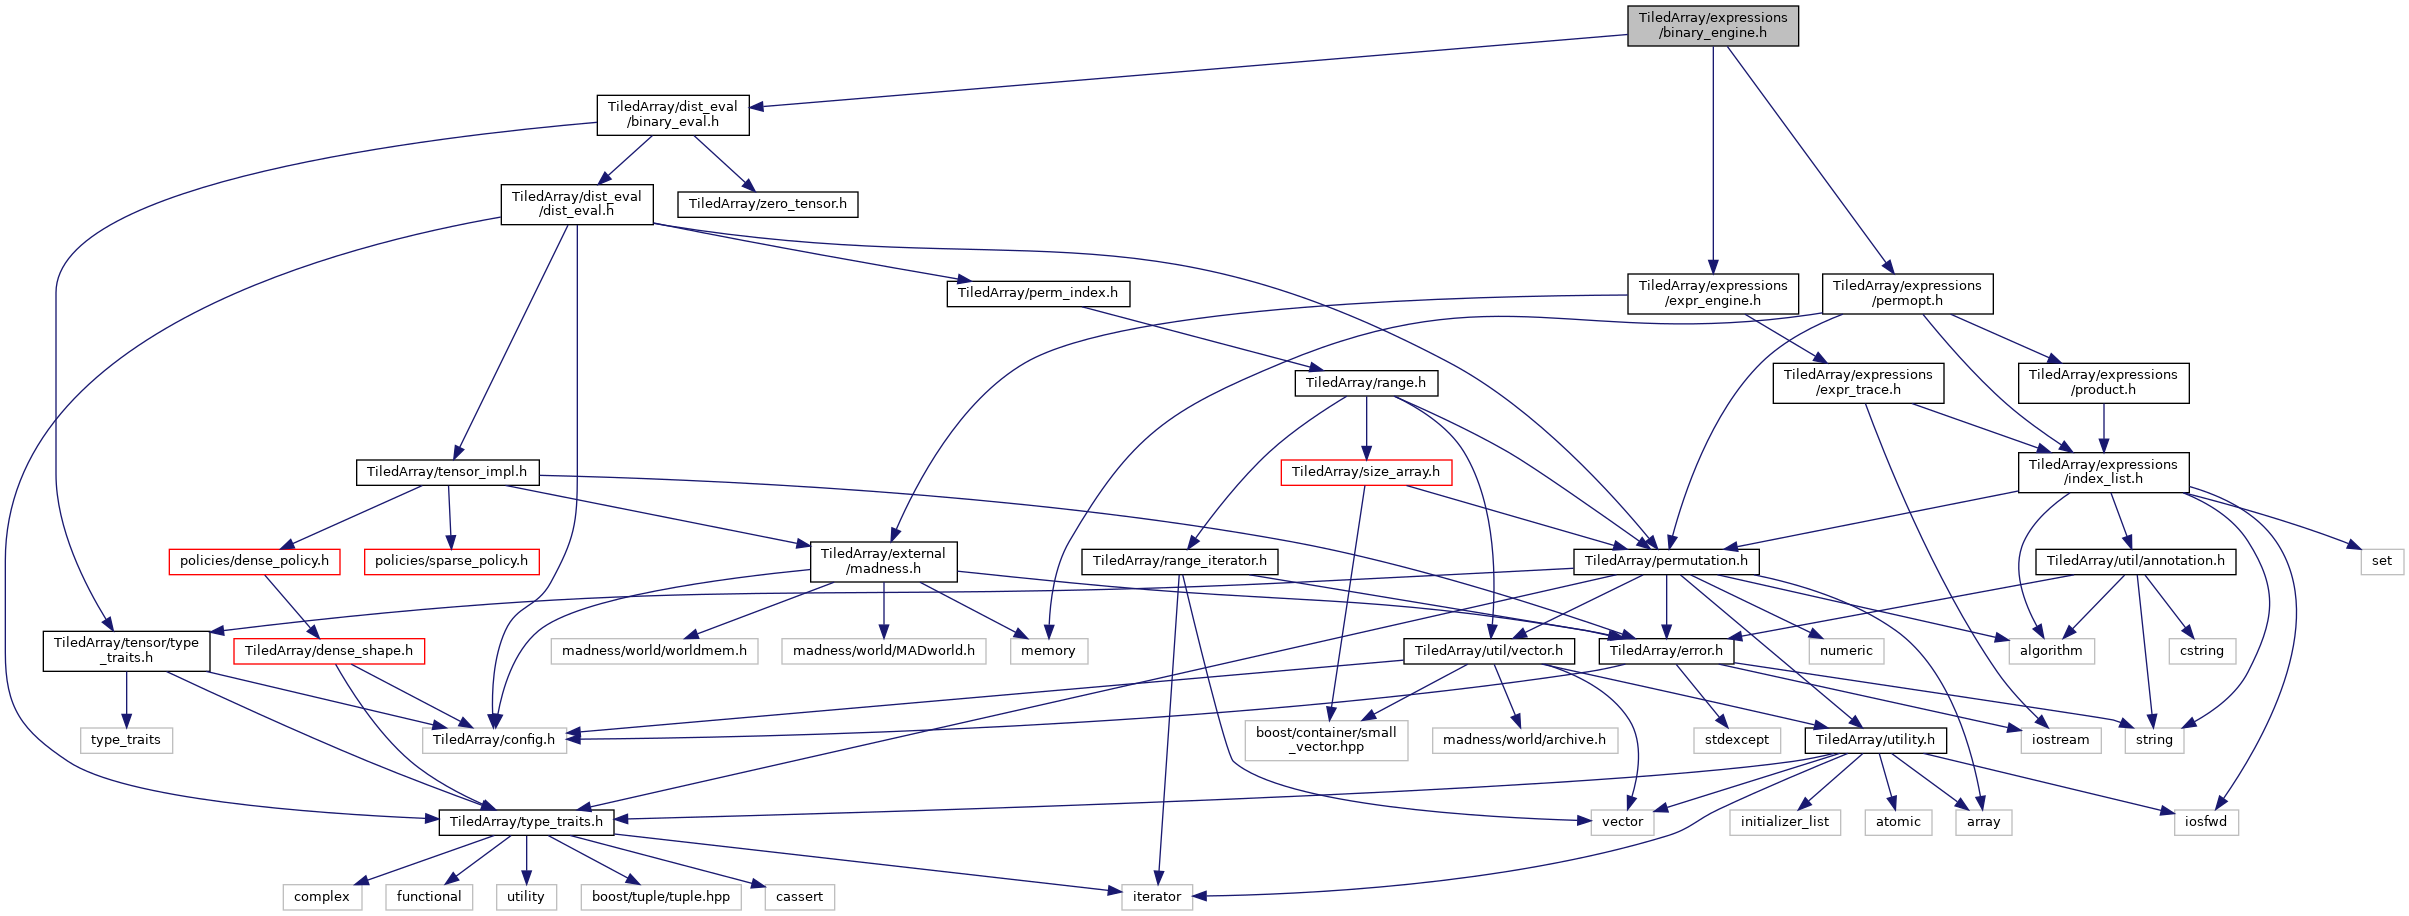 TiledArray/expressions
/binary_engine.h
TiledArray/dist_eval
/binary_eval.h
TiledArray/dist_eval
/dist_eval.h
TiledArray/zero_tensor.h
TiledArray/perm_index.h
TiledArray/expressions
/expr_engine.h
TiledArray/expressions
/permopt.h
TiledArray/range.h
TiledArray/expressions
/expr_trace.h
TiledArray/expressions
/product.h
TiledArray/tensor_impl.h
TiledArray/size_array.h
TiledArray/expressions
/index_list.h
policies/dense_policy.h
policies/sparse_policy.h
TiledArray/external
/madness.h
TiledArray/range_iterator.h
TiledArray/permutation.h
TiledArray/util/annotation.h
set
TiledArray/tensor/type
_traits.h
TiledArray/dense_shape.h
madness/world/worldmem.h
madness/world/MADworld.h
memory
TiledArray/util/vector.h
TiledArray/error.h
numeric
algorithm
cstring
type_traits
TiledArray/config.h
boost/container/small
_vector.hpp
madness/world/archive.h
stdexcept
TiledArray/utility.h
iostream
string
TiledArray/type_traits.h
vector
initializer_list
atomic
array
iosfwd
complex
functional
utility
boost/tuple/tuple.hpp
cassert
iterator